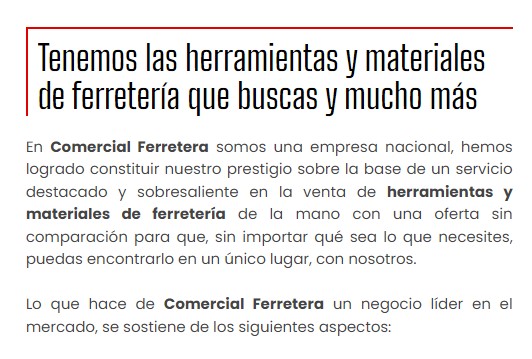 Tenemos las herramientas y materiales
de ferretería que buscas y mucho más
En Comercial Ferretera somos una empresa nacional, hemos
logrado constituir nuestro prestigio sobre la base de un servicio
destacado y sobresaliente en la venta de herramientas y
materiales de ferretería de la mano con una oferta sin
comparación para que, sin importar qué sea lo que necesites,
puedas encontrarlo en un único lugar, con nosotros.
Lo que hace de Comercial Ferretera un negocio líder en el
mercado, se sostiene de los siguientes aspectos: